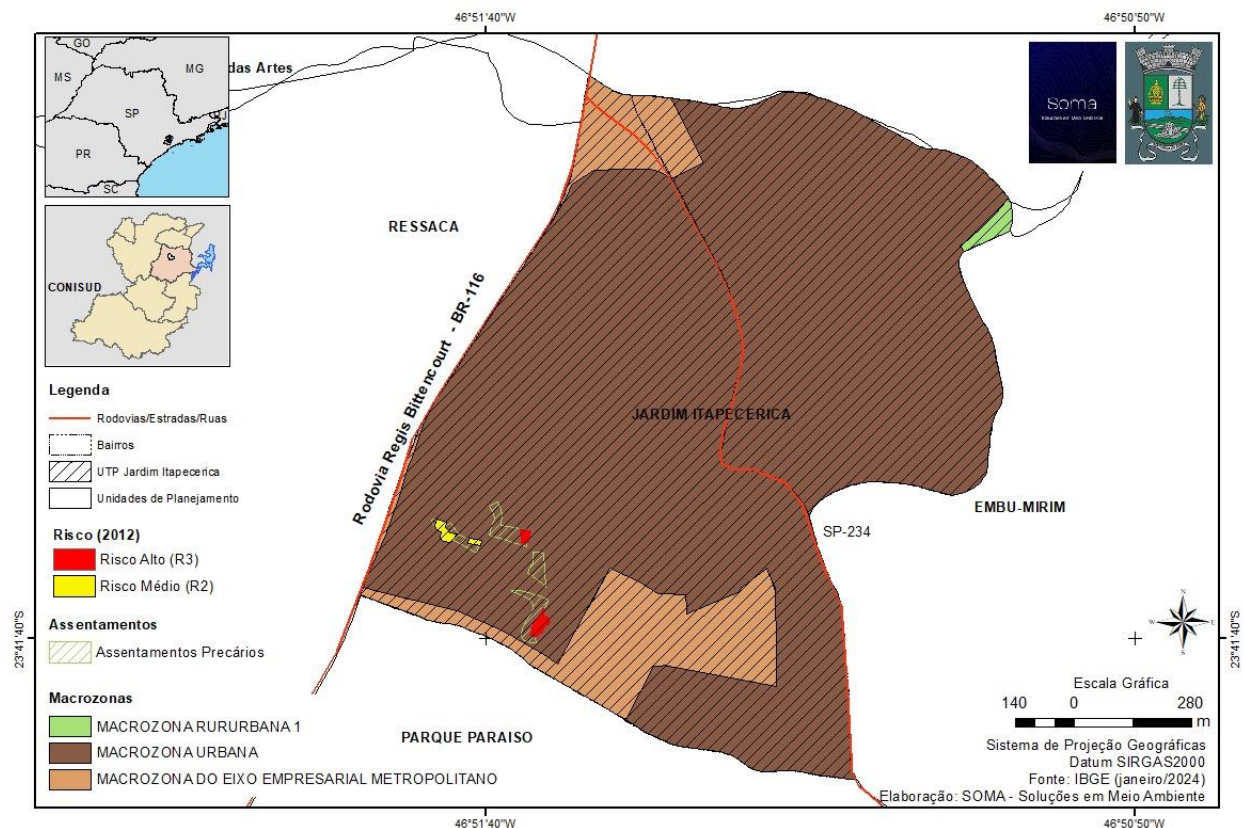 46°51'40"W
46°50'50"W
GO
MS
MG
SP
PR
SC
das Artes
Soma
CONISUD
RESSACA
Rodovia Regis Bittencourt - BR-116
JARDIM ITAPECERICA
EMBU-MIRIM
SP-234
PARQUE PARAISO
Legenda
Rodovias/Estradas/Ruas
Bairros
UTP Jardim Itapecerica
Unidades de Planejamento
Risco (2012)
Risco Alto (R3)
Risco Médio (R2)
Assentamentos
Assentamentos Precários
Macrozonas
MACROZONA RURURBANA 1
MACROZONA URBANA
MACROZONA DO EIXO EMPRESARIAL METROPOLITANO
23°41'40"S
23°41'40"S
N
W
E
S
Escala Gráfica
140 0 280
m
Sistema de Projeção Geográficas
Datum SIRGAS2000
Fonte: IBGE (janeiro/2024)
Elaboração: SOMA - Soluções em Meio Ambiente
46°51'40"W
46°50'50"W